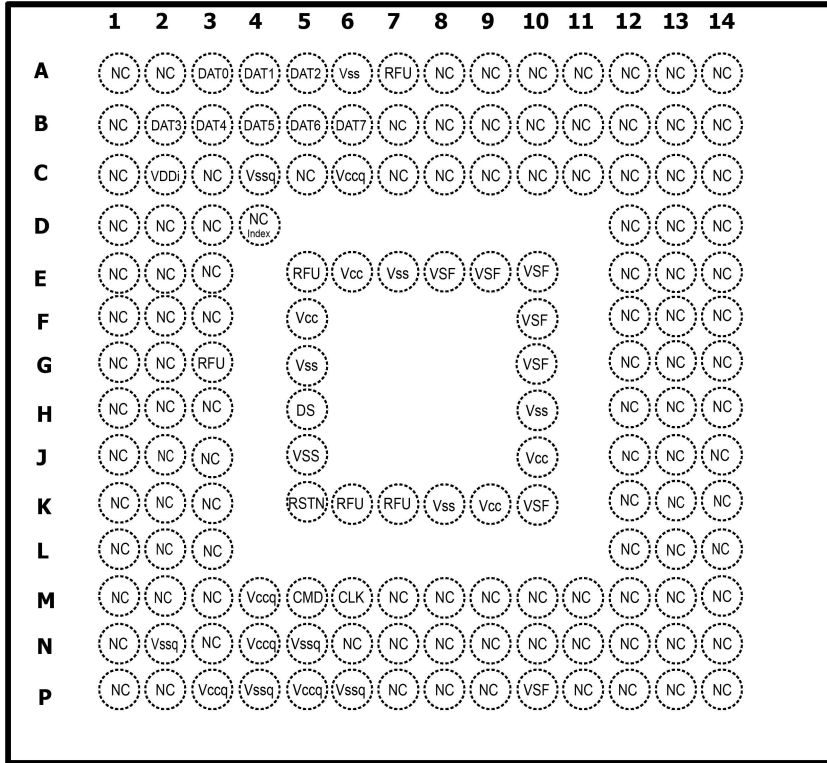 1 2 3 4 5 6 7 8 9 10 11 12 13 14
A NC NC DAT0 DAT1 DAT2 Vss RFU NC NC NC NC NC NC NC
B NC DAT3 DAT4 DAT5 DAT6 DAT7 NC NC NC NC NC NC NC NC
C NC VDDi NC Vssq NC Vccq NC NC NC NC NC NC NC NC
D NC NC NC NC Index NC NC NC
E NC NC NC RFU Vcc Vss VSF VSF VSF NC NC NC
F NC NC NC Vcc VSF NC NC NC
G NC NC RFU Vss VSF NC NC NC
H NC NC NC DS Vss NC NC NC
J NC NC NC VSS Vcc NC NC NC
K NC NC NC RSTN RFU RFU Vss Vcc VSF NC NC NC
L NC NC NC NC NC NC
M NC NC NC Vccq CMD CLK NC NC NC NC NC NC NC NC
N NC Vssq NC Vccq Vssq NC NC NC NC NC NC NC NC NC
P NC NC Vccq Vssq Vccq Vssq NC NC NC VSF NC NC NC NC